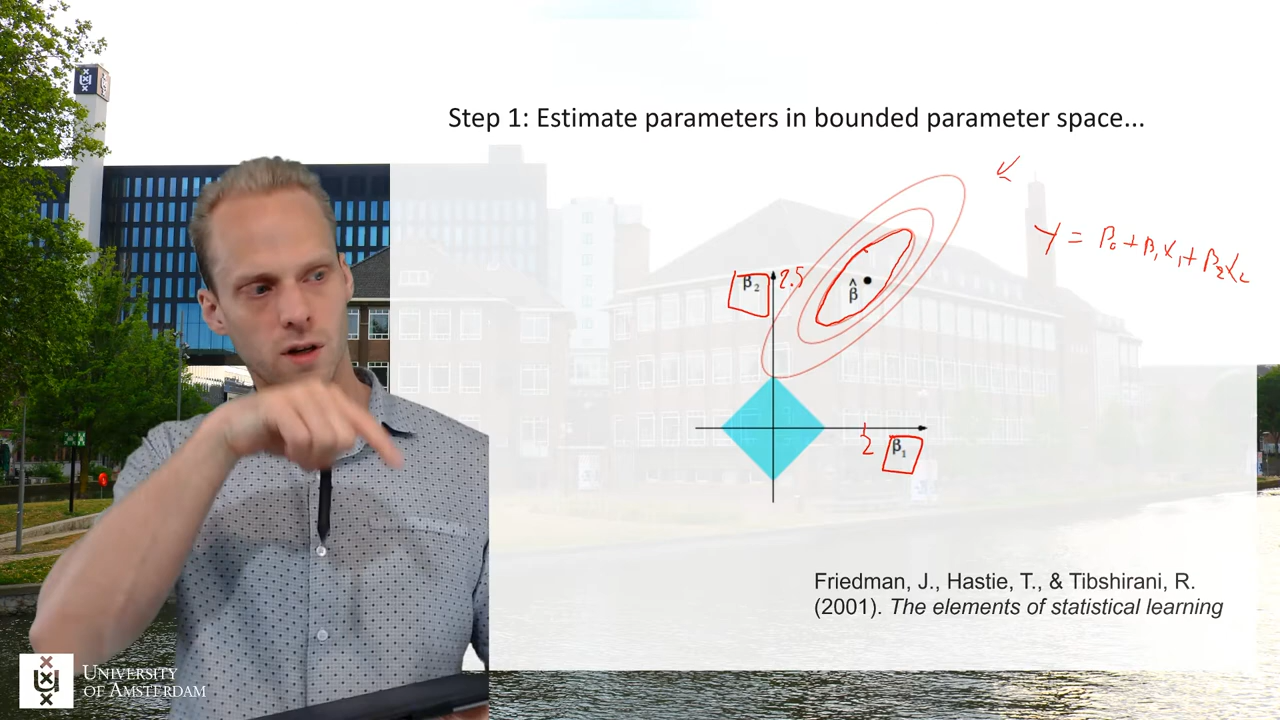 Step 1: Estimate parameters in bounded parameter space...
y = β₀ + β₁x₁ + β₂x₂
β₂ 2.5
β̂
2 β₁
Friedman, J., Hastie, T., & Tibshirani, R.
(2001). The elements of statistical learning
UNIVERSITY
OF AMSTERDAM